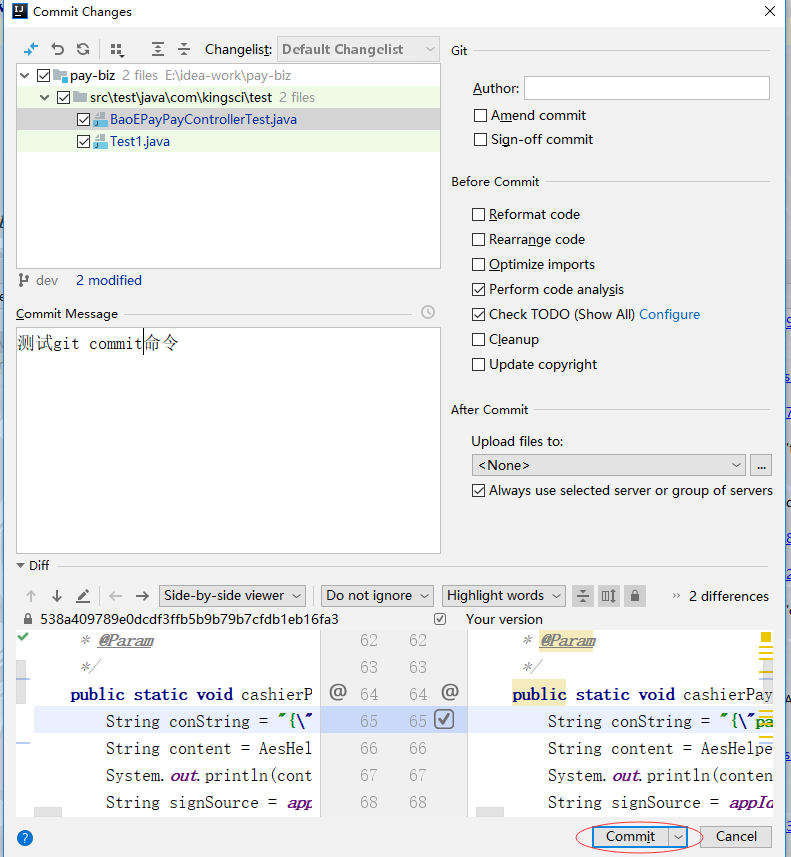 Commit Changes
Changelist: Default Changelist
pay-biz 2 files E:\idea-work\pay-biz
src\test\java\com\kingsci\test 2 files
BaoEPayPayControllerTest.java
Test1.java
dev 2 modified
Commit Message
测试git commit命令
Git
Author:
Amend commit
Sign-off commit
Before Commit
Reformat code
Rearrange code
Optimize imports
Perform code analysis
Check TODO (Show All) Configure
Cleanup
Update copyright
After Commit
Upload files to:
<None>
...
Always use selected server or group of servers
Diff
Side-by-side viewer Do not ignore Highlight words 2 differences
538a409789e0dcdf3ffb5b9b79b7cfdb1eb16fa3 Your version
* @Param 62 62 * @Param
*/ 63 63 */
public static void cashierP @ 64 64 @ public static void cashierPay
String conString = "{\" 65 65 String conString = "{\"pa
String content = AesHel 66 66 String content = AesHelpe
System.out.println(cont 67 67 System.out.println(conten
String signSource = app 68 68 String signSource = appId
? Commit Cancel